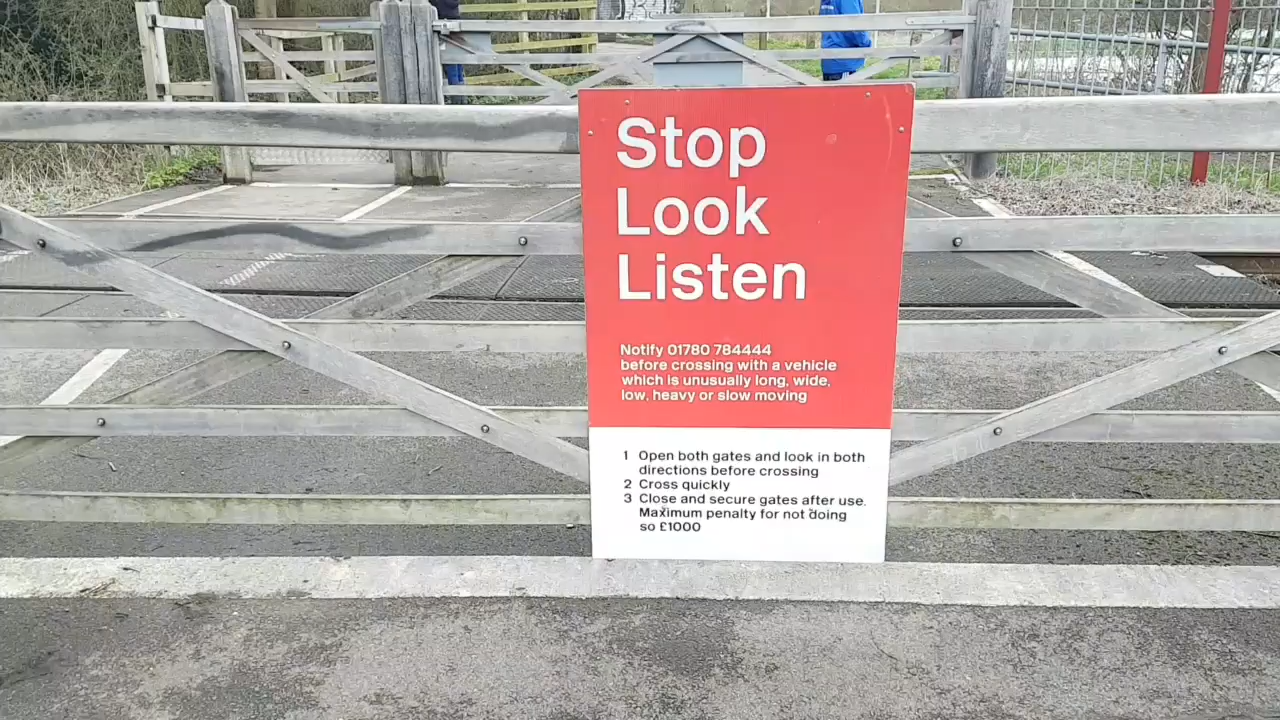 Stop
Look
Listen
Notify 01780 784444
before crossing with a vehicle
which is unusually long, wide,
low, heavy or slow moving
1 Open both gates and look in both
directions before crossing
2 Cross quickly
3 Close and secure gates after use.
Maximum penalty for not doing
so £1000